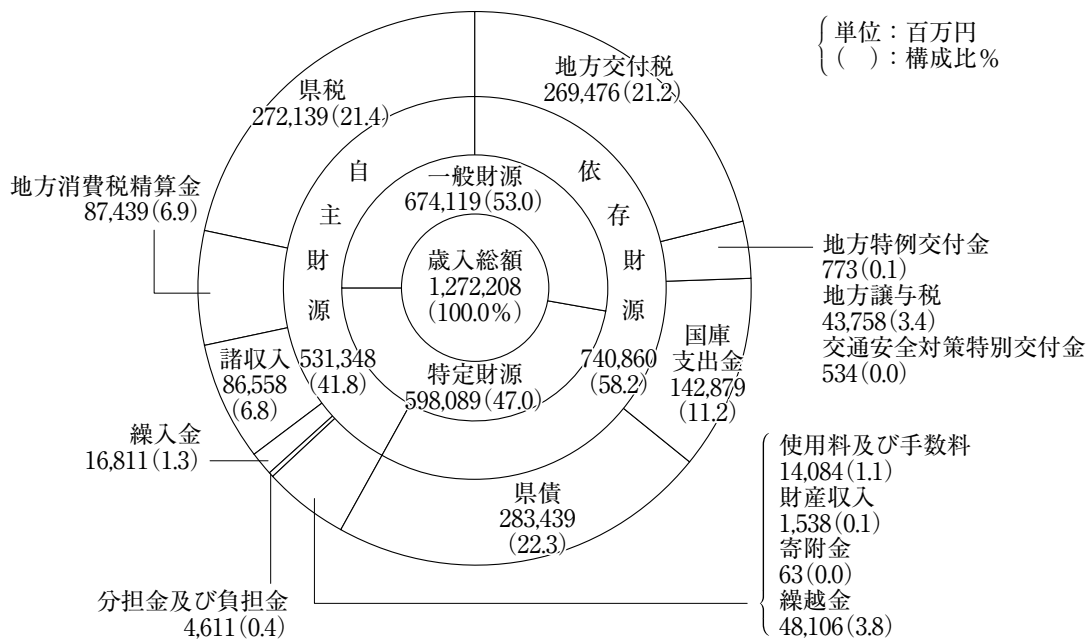 単位：百万円
(　)：構成比％
地方交付税
269,476(21.2)
県税
272,139(21.4)
自主財源
依存財源
一般財源
674,119(53.0)
地方消費税精算金
87,439(6.9)
歳入総額
1,272,208
(100.0％)
地方特例交付金
773(0.1)
地方譲与税
43,758(3.4)
交通安全対策特別交付金
534(0.0)
国庫
支出金
142,879
(11.2)
諸収入
86,558
(6.8)
531,348
(41.8)
740,860
(58.2)
特定財源
598,089(47.0)
繰入金
16,811(1.3)
使用料及び手数料
14,084(1.1)
財産収入
1,538(0.1)
寄附金
63(0.0)
繰越金
48,106(3.8)
県債
283,439
(22.3)
分担金及び負担金
4,611(0.4)